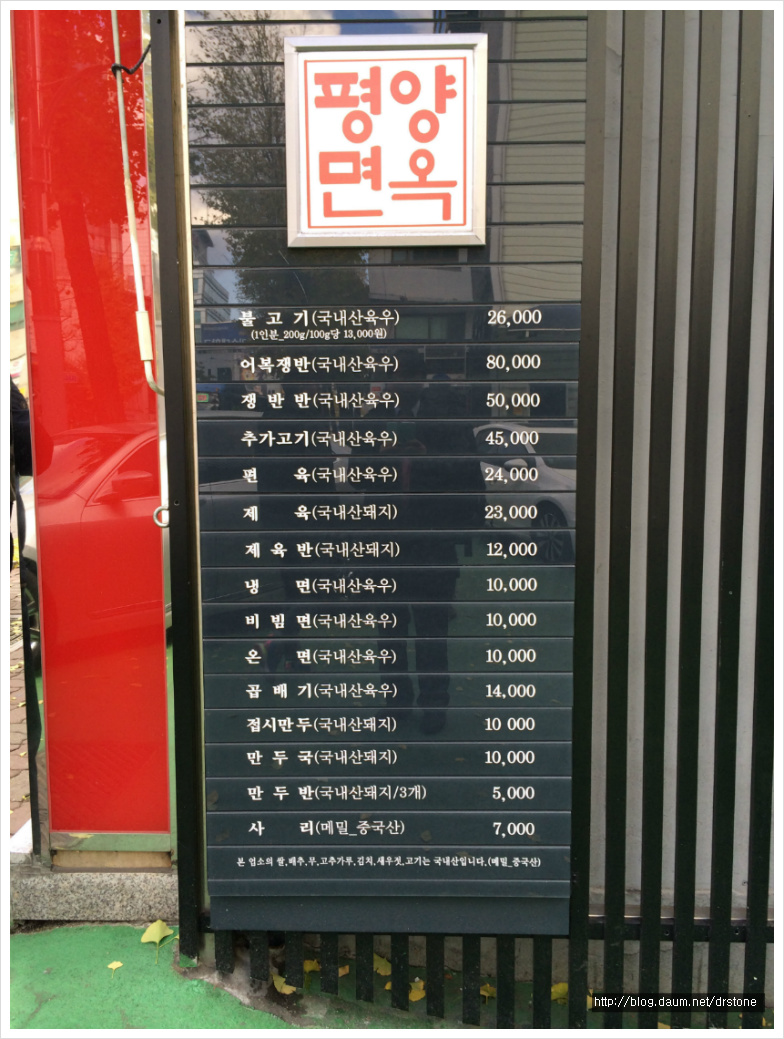 평양
면옥
불 고 기(국내산육우) 26,000
(1인분_200g/100g당 13,000원)
어복쟁반(국내산육우) 80,000
쟁 반 반(국내산육우) 50,000
추가고기(국내산육우) 45,000
편 육(국내산육우) 24,000
제 육(국내산돼지) 23,000
제 육 반(국내산돼지) 12,000
냉 면(국내산육우) 10,000
비 빔 면(국내산육우) 10,000
온 면(국내산육우) 10,000
곱 배 기(국내산육우) 14,000
접시만두(국내산돼지) 10 000
만 두 국(국내산돼지) 10,000
만 두 반(국내산돼지/3개) 5,000
사 리(메밀_중국산) 7,000
본 업소의 쌀,배추,무,고추가루,김치,새우젓,고기는 국내산입니다.(메밀_중국산)
http://blog.daum.net/drstone